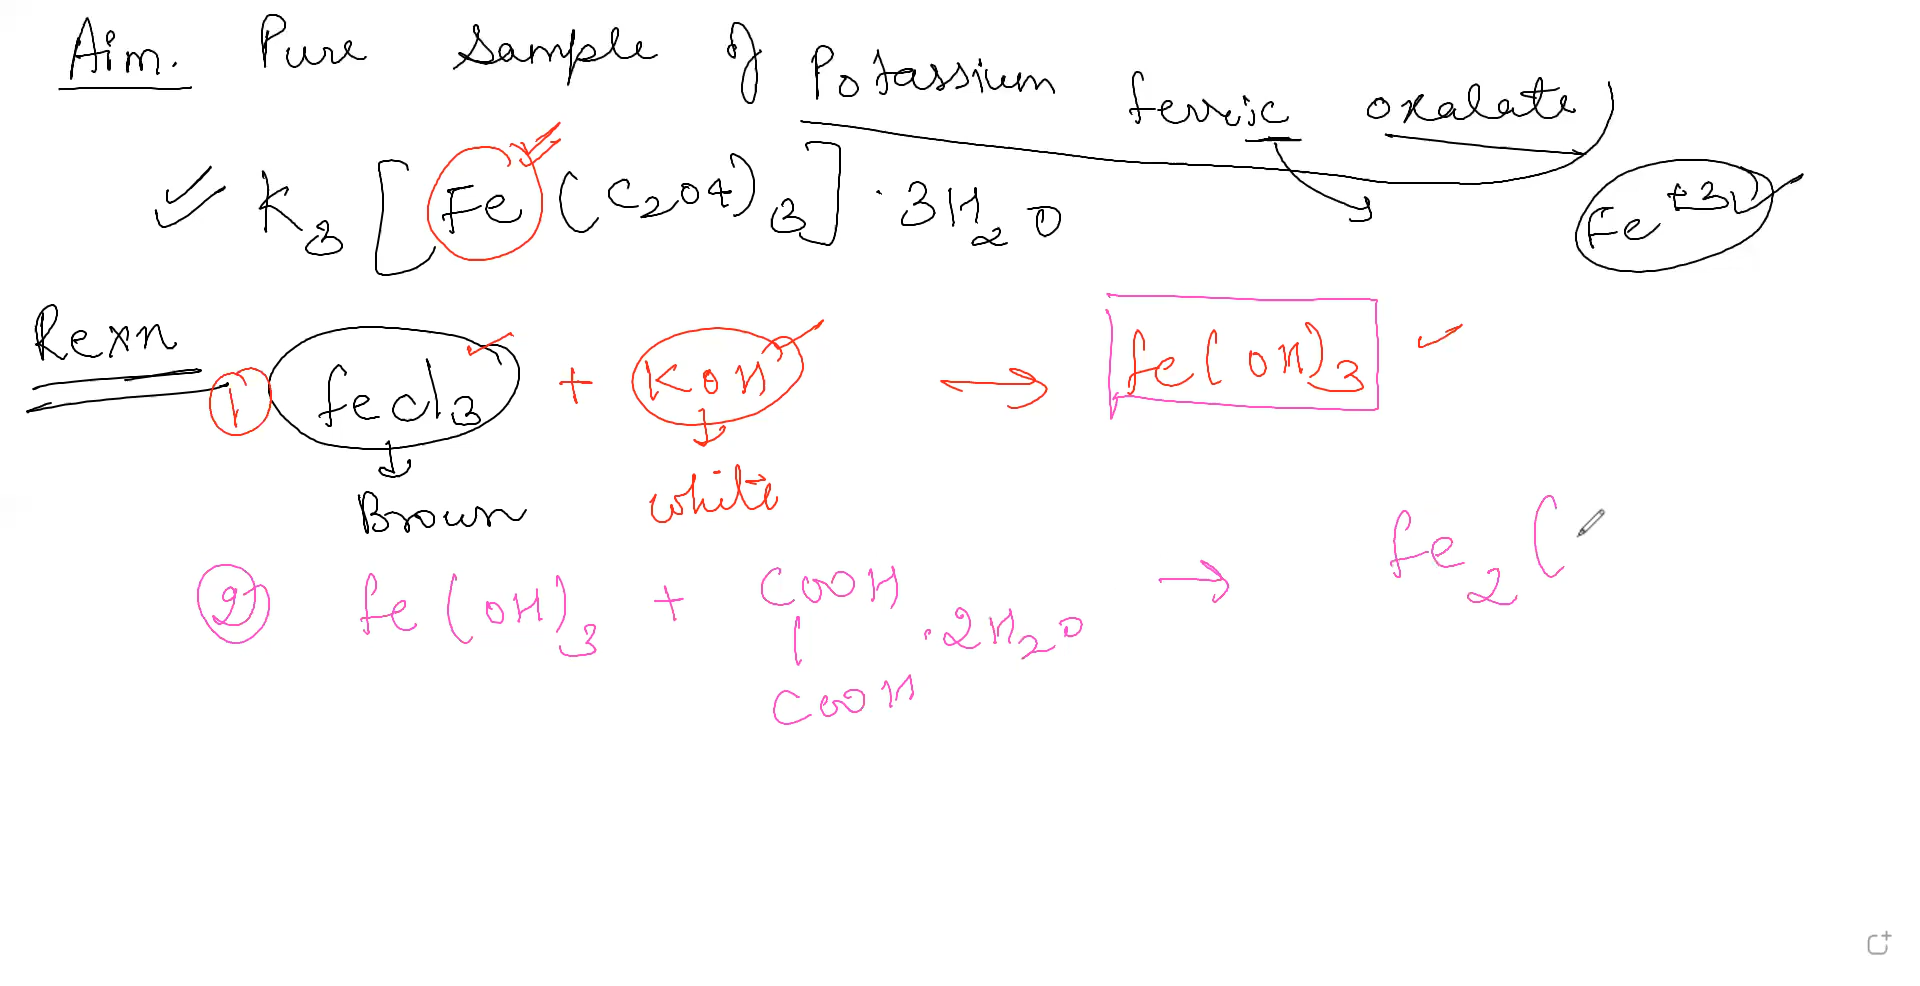 Aim. Pure Sample of Potassium ferric oxalate
K3[Fe(C2O4)3]·3H2O Fe+3
Rexn
1 fecl3 + KOH → fe(OH)3
Brown white
2 fe(OH)3 + COOH → fe2(
|
.2H2O
COOH